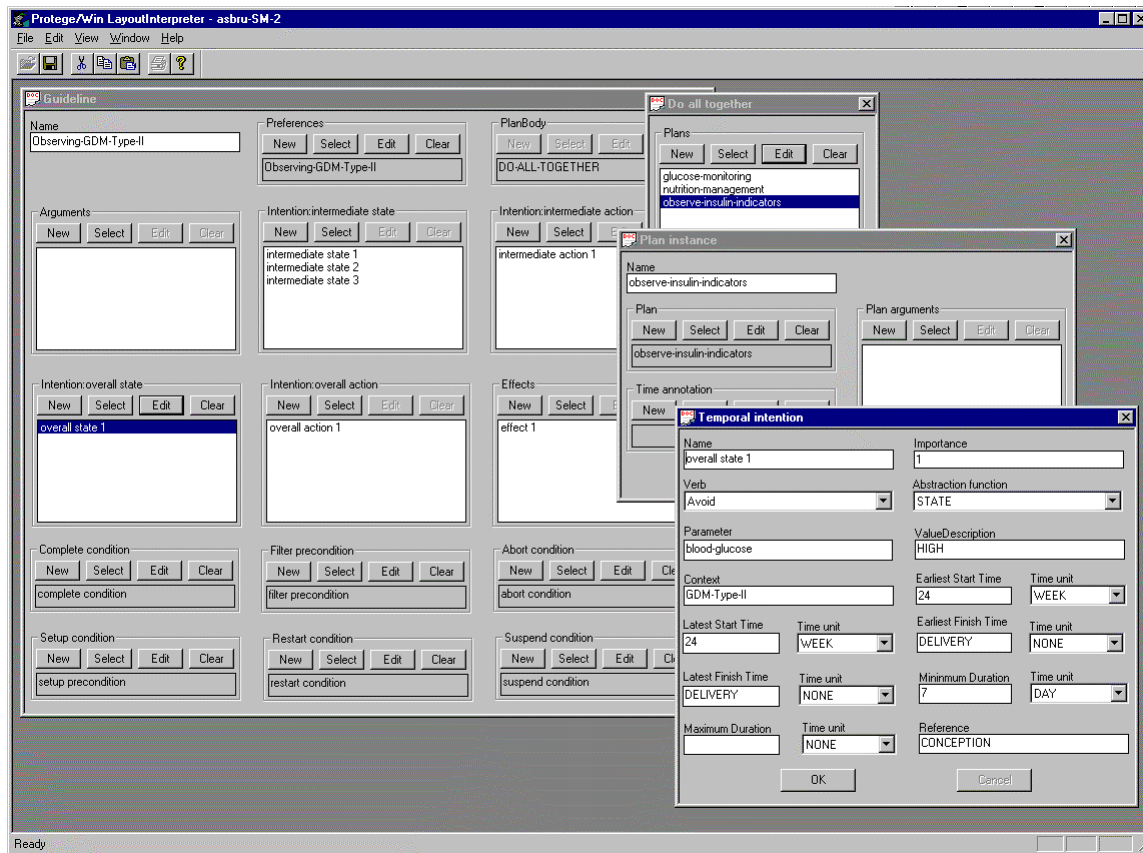 Protege/Win LayoutInterpreter - asbru-SM-2
File Edit View Window Help
Guideline
Name
Observing-GDM-Type-II
Preferences
New Select Edit Clear
Observing-GDM-Type-II
PlanBody
New Select Edit
DO-ALL-TOGETHER
Arguments
New Select Edit Clear
Intention:intermediate state
New Select Edit Clear
intermediate state 1
intermediate state 2
intermediate state 3
Intention:intermediate action
New Select
intermediate action 1
Intention:overall state
New Select Edit Clear
overall state 1
Intention:overall action
New Select Edit Clear
overall action 1
Effects
New Select
effect 1
Complete condition
New Select Edit Clear
complete condition
Filter precondition
New Select Edit Clear
filter precondition
Abort condition
New Select Edit
abort condition
Setup condition
New Select Edit Clear
setup precondition
Restart condition
New Select Edit Clear
restart condition
Suspend condition
New Select Edit
suspend condition
Do all together
Plans
New Select Edit Clear
glucose-monitoring
nutrition-management
observe-insulin-indicators
Plan instance
Name
observe-insulin-indicators
Plan
New Select Edit Clear
observe-insulin-indicators
Plan arguments
New Select Edit Clear
Time annotation
New
Temporal intention
Name
overall state 1
Importance
1
Verb
Avoid
Abstraction function
STATE
Parameter
blood-glucose
ValueDescription
HIGH
Context
GDM-Type-II
Earliest Start Time
24
Time unit
WEEK
Latest Start Time
24
Time unit
WEEK
Earliest Finish Time
DELIVERY
Time unit
NONE
Latest Finish Time
DELIVERY
Time unit
NONE
Mininmum Duration
7
Time unit
DAY
Maximum Duration
Time unit
NONE
Reference
CONCEPTION
OK
Cancel
Ready